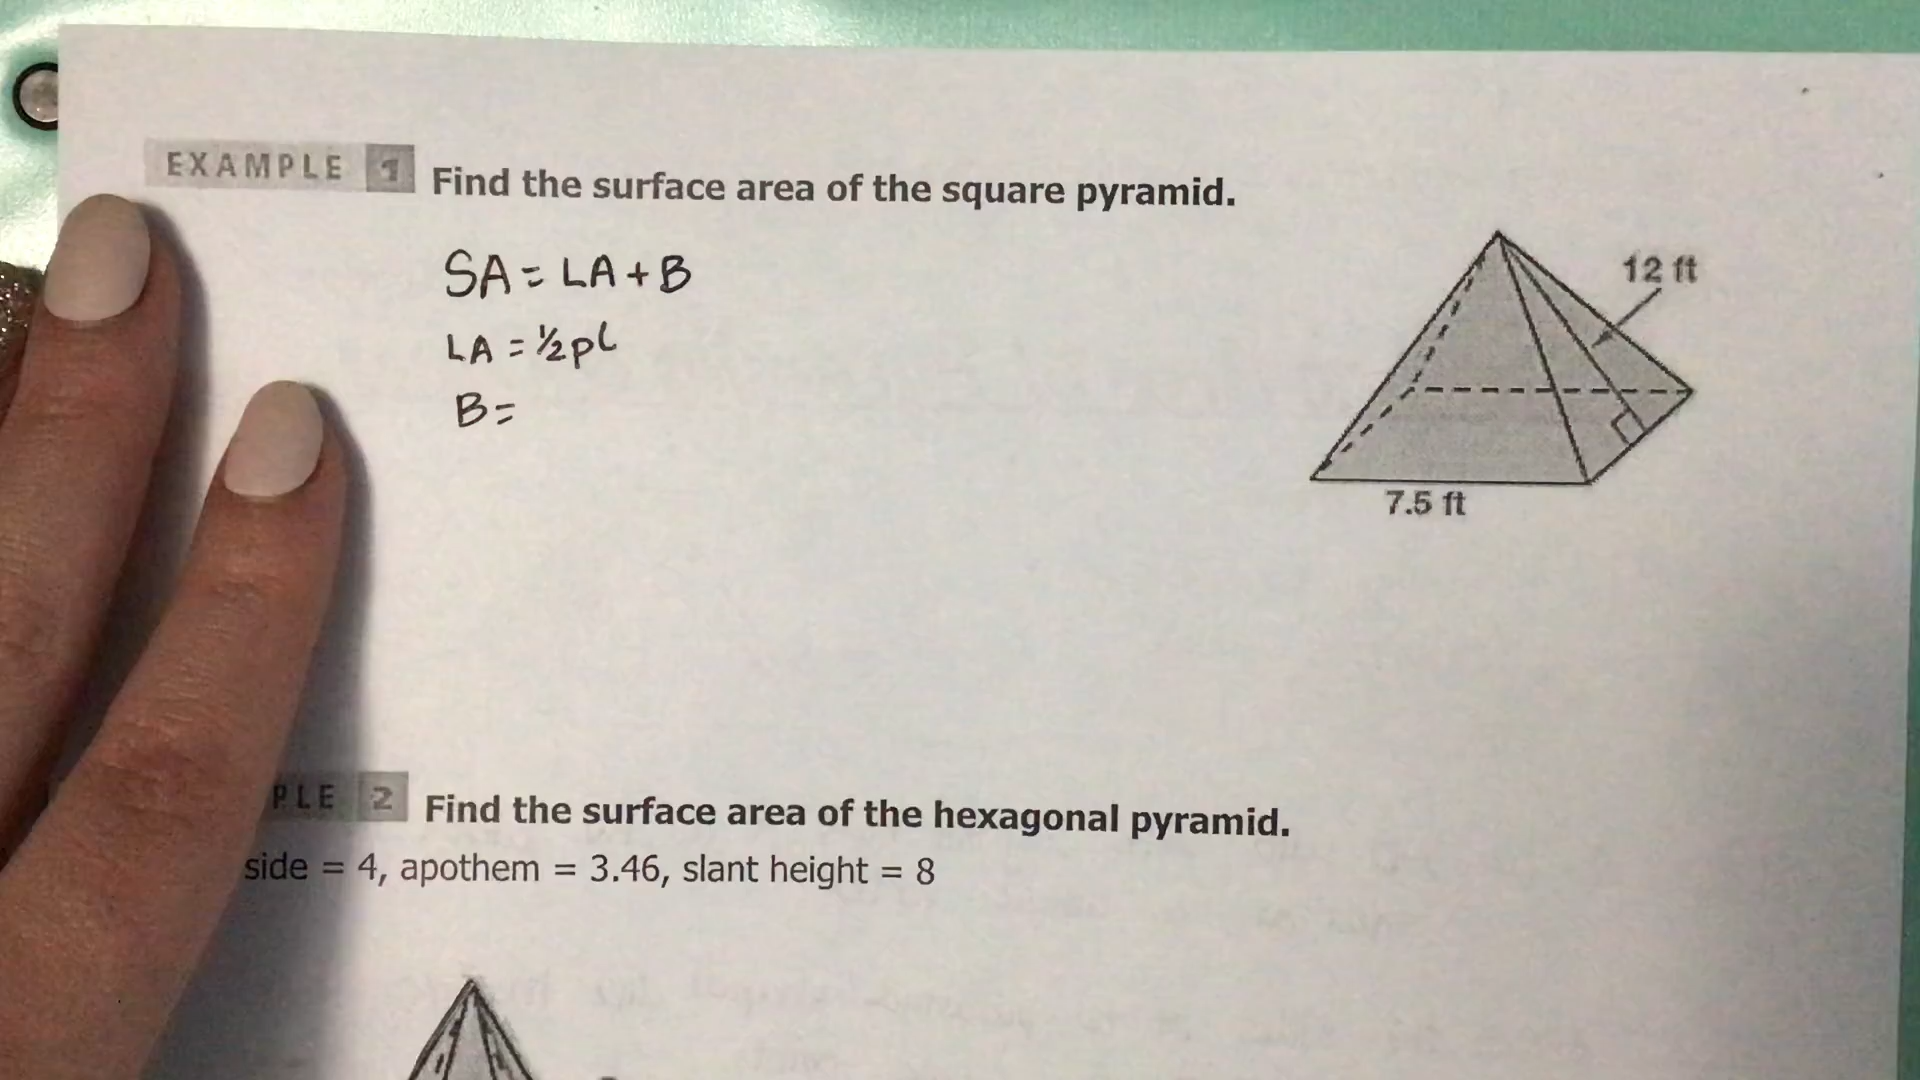 EXAMPLE 1 Find the surface area of the square pyramid.
SA = LA + B
LA = ½pl
B =
12 ft
7.5 ft
PLE 2 Find the surface area of the hexagonal pyramid.
side = 4, apothem = 3.46, slant height = 8